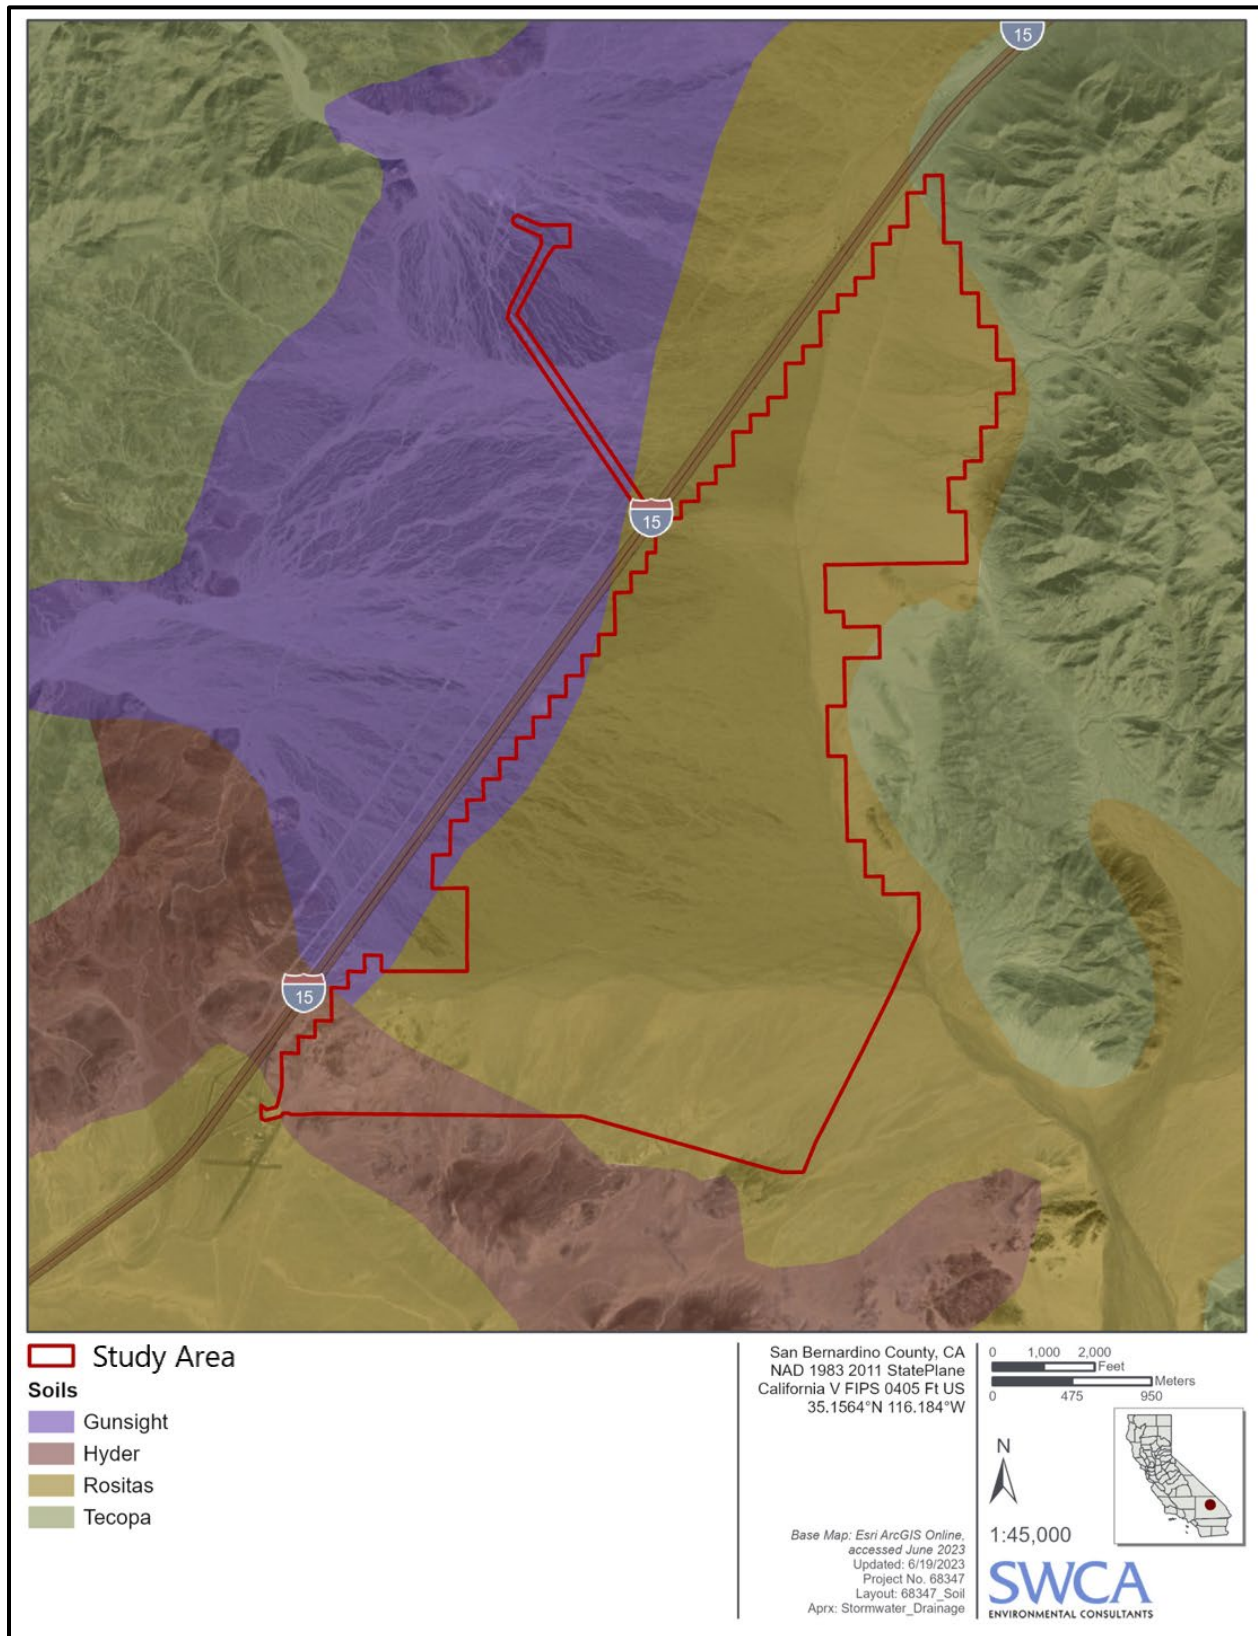 15
15
15
Study Area
Soils
Gunsight
Hyder
Rositas
Tecopa
San Bernardino County, CA
NAD 1983 2011 StatePlane
California V FIPS 0405 Ft US
35.1564°N 116.184°W
Base Map: Esri ArcGIS Online,
accessed June 2023
Updated: 6/19/2023
Project No. 68347
Layout: 68347_Soil
Aprx: Stormwater_Drainage
0 1,000 2,000
Feet
Meters
0 475 950
N
1:45,000
SWCA
ENVIRONMENTAL CONSULTANTS